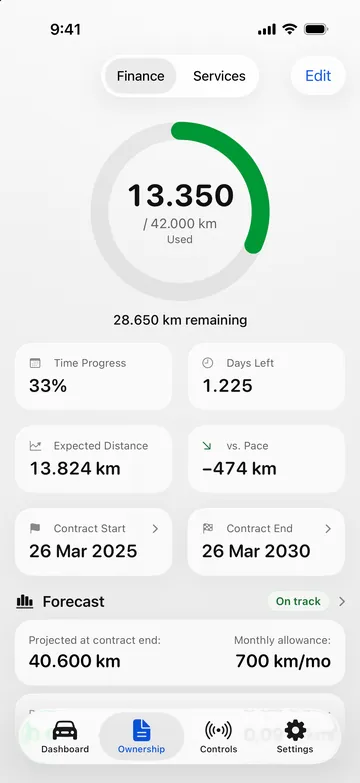 9:41
Finance Services Edit
13.350
/ 42.000 km
Used
28.650 km remaining
Time Progress
33%
Days Left
1.225
Expected Distance
13.824 km
vs. Pace
−474 km
Contract Start
26 Mar 2025
Contract End
26 Mar 2030
Forecast On track
Projected at contract end:
40.600 km
Monthly allowance:
700 km/mo
Dashboard Ownership Controls Settings